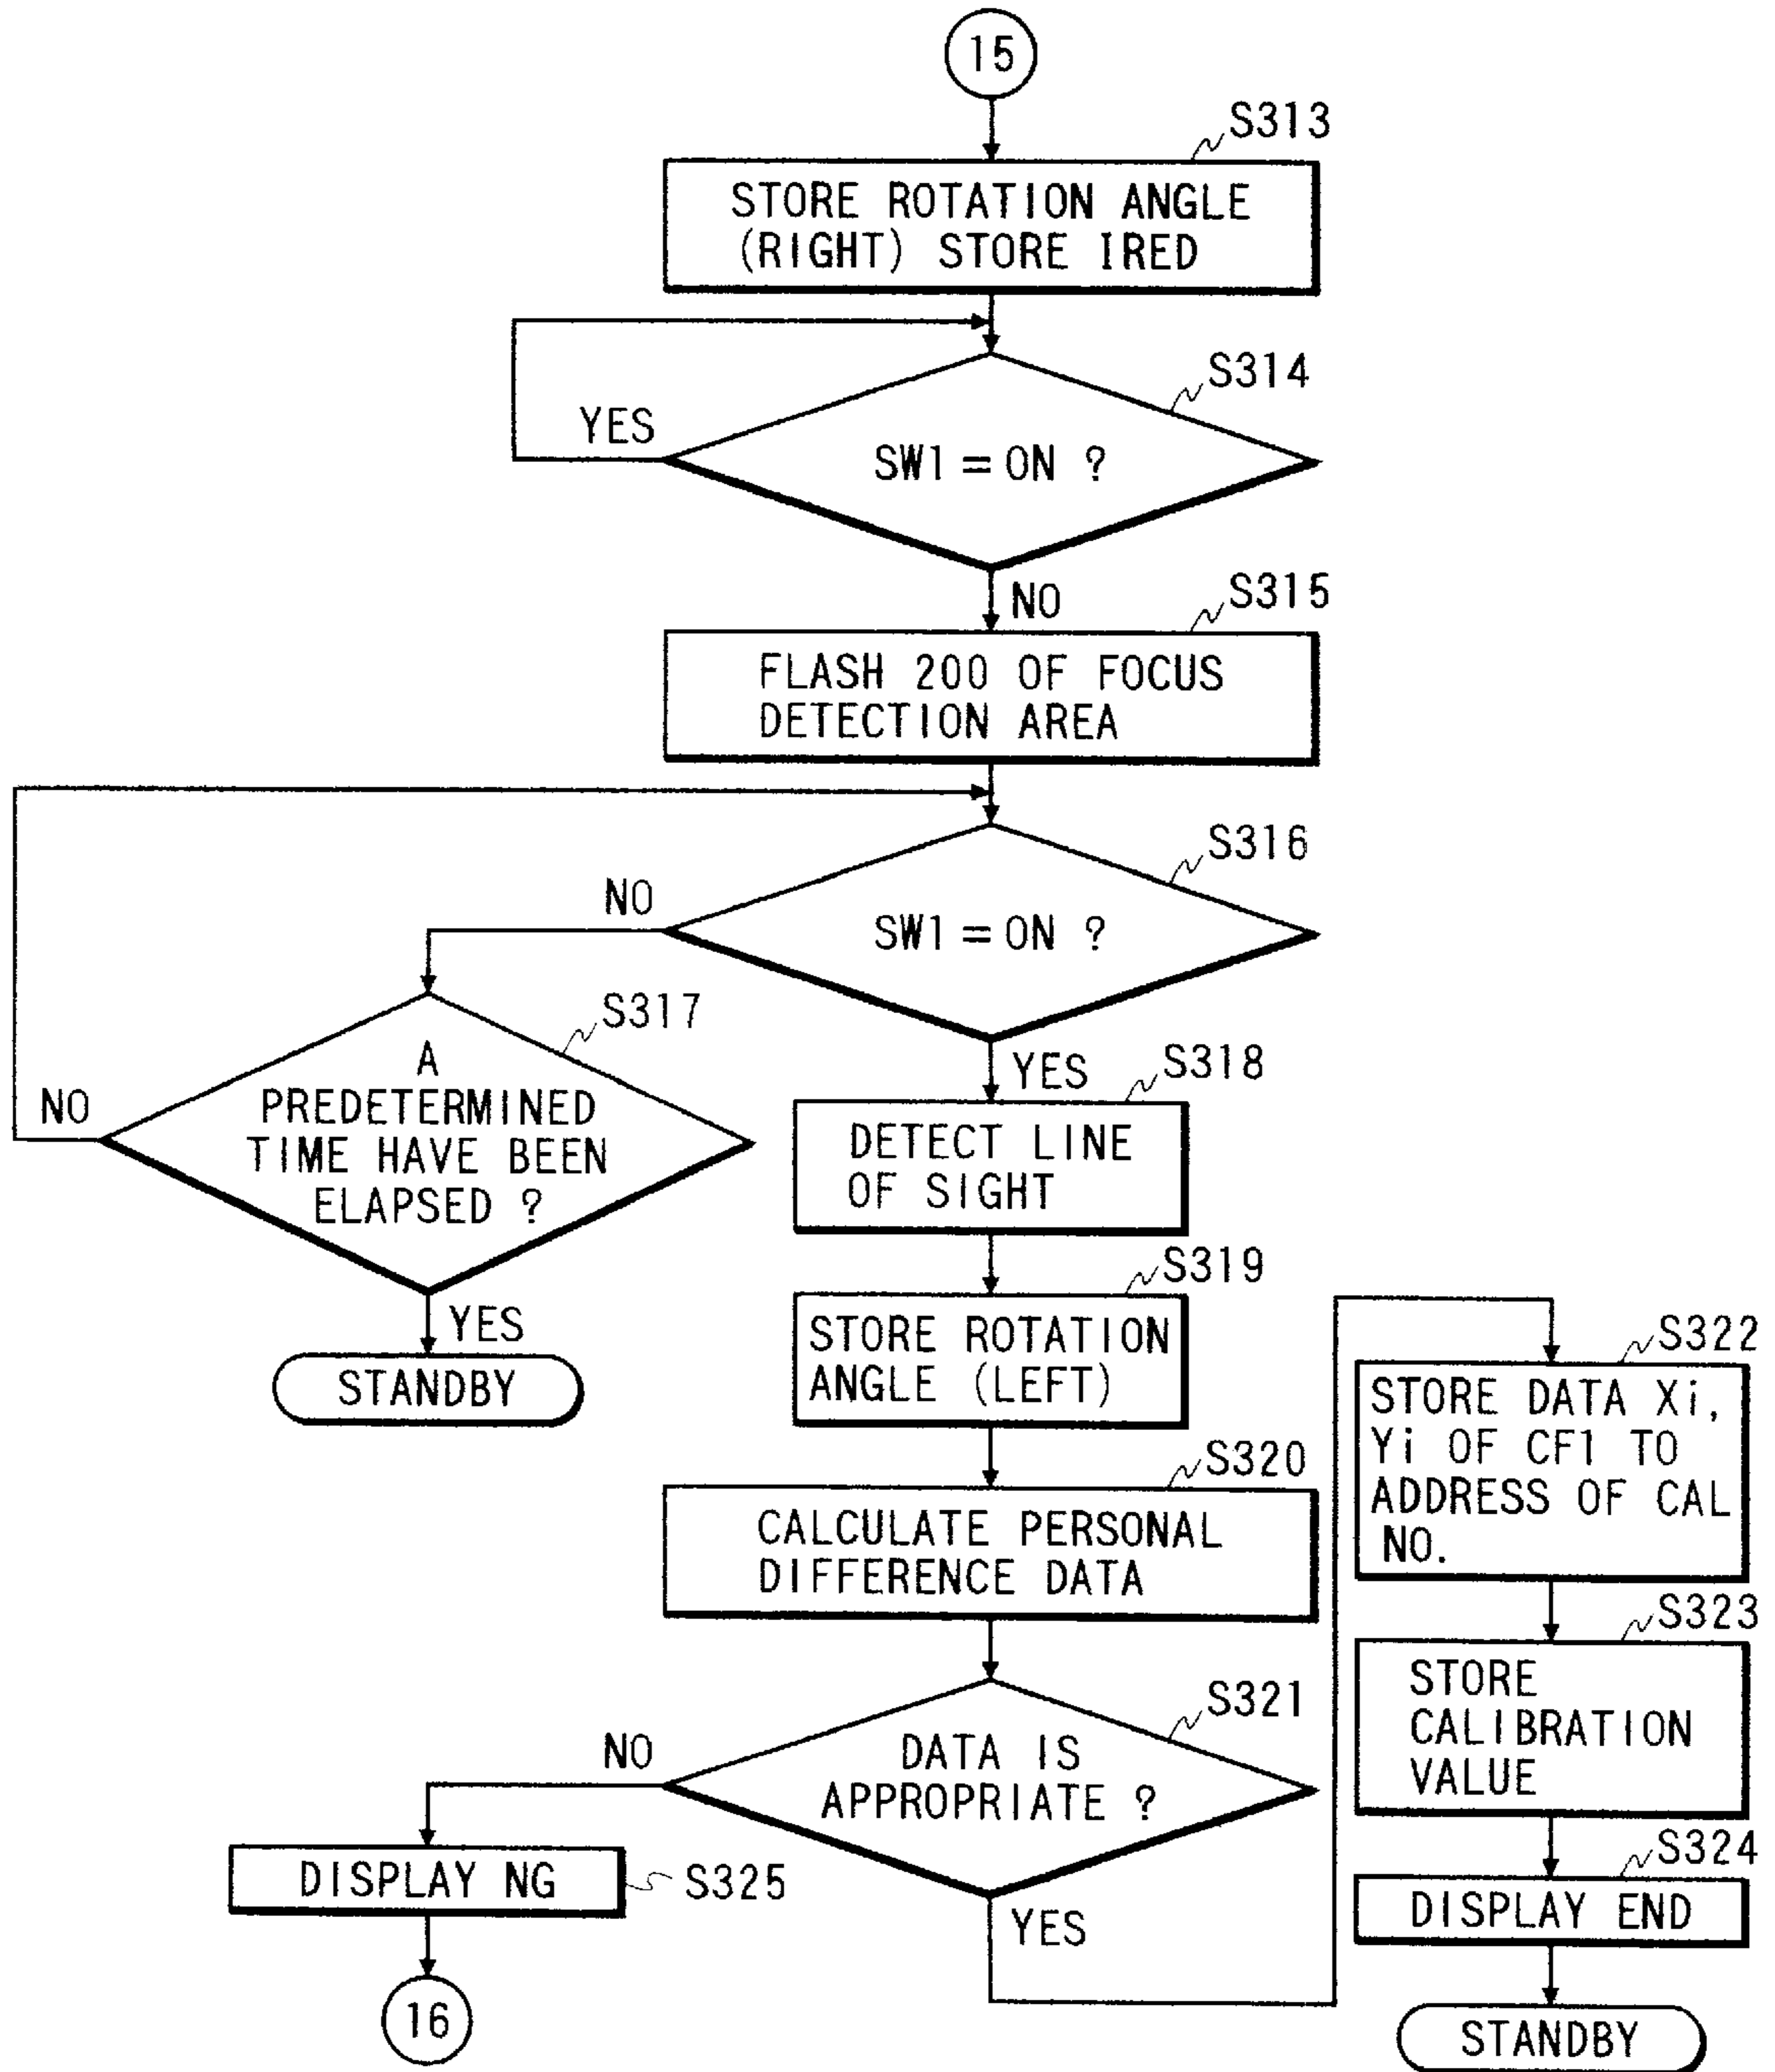 15
S313
STORE ROTATION ANGLE
(RIGHT) STORE IRED
S314
YES
SW1 = ON ?
NO
S315
FLASH 200 OF FOCUS
DETECTION AREA
S316
NO
SW1 = ON ?
S317
A
PREDETERMINED
TIME HAVE BEEN
ELAPSED ?
NO
YES
STANDBY
YES
S318
DETECT LINE
OF SIGHT
S319
STORE ROTATION
ANGLE (LEFT)
S320
CALCULATE PERSONAL
DIFFERENCE DATA
S321
NO
DATA IS
APPROPRIATE ?
YES
DISPLAY NG
S325
16
S322
STORE DATA Xi,
Yi OF CF1 TO
ADDRESS OF CAL
NO.
S323
STORE
CALIBRATION
VALUE
S324
DISPLAY END
STANDBY